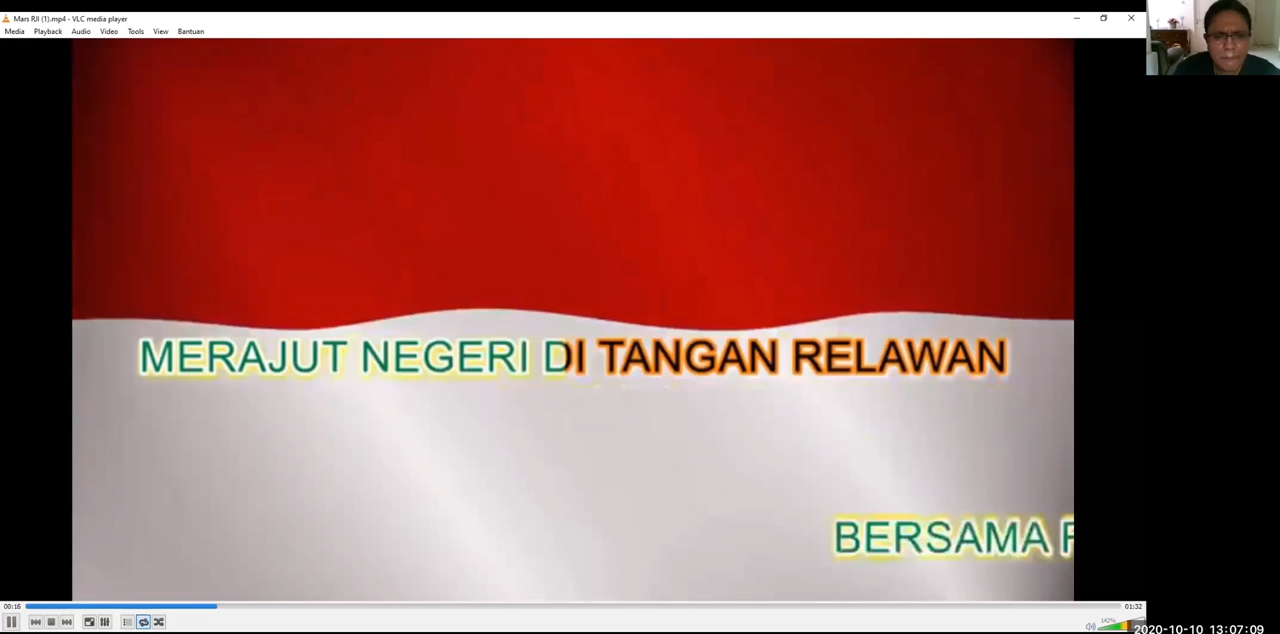 Mars RJI (1).mp4 - VLC media player
Media Playback Audio Video Tools View Bantuan
MERAJUT NEGERI DI TANGAN RELAWAN
BERSAMA
00:16
01:32
142%
2020-10-10 13:07:09